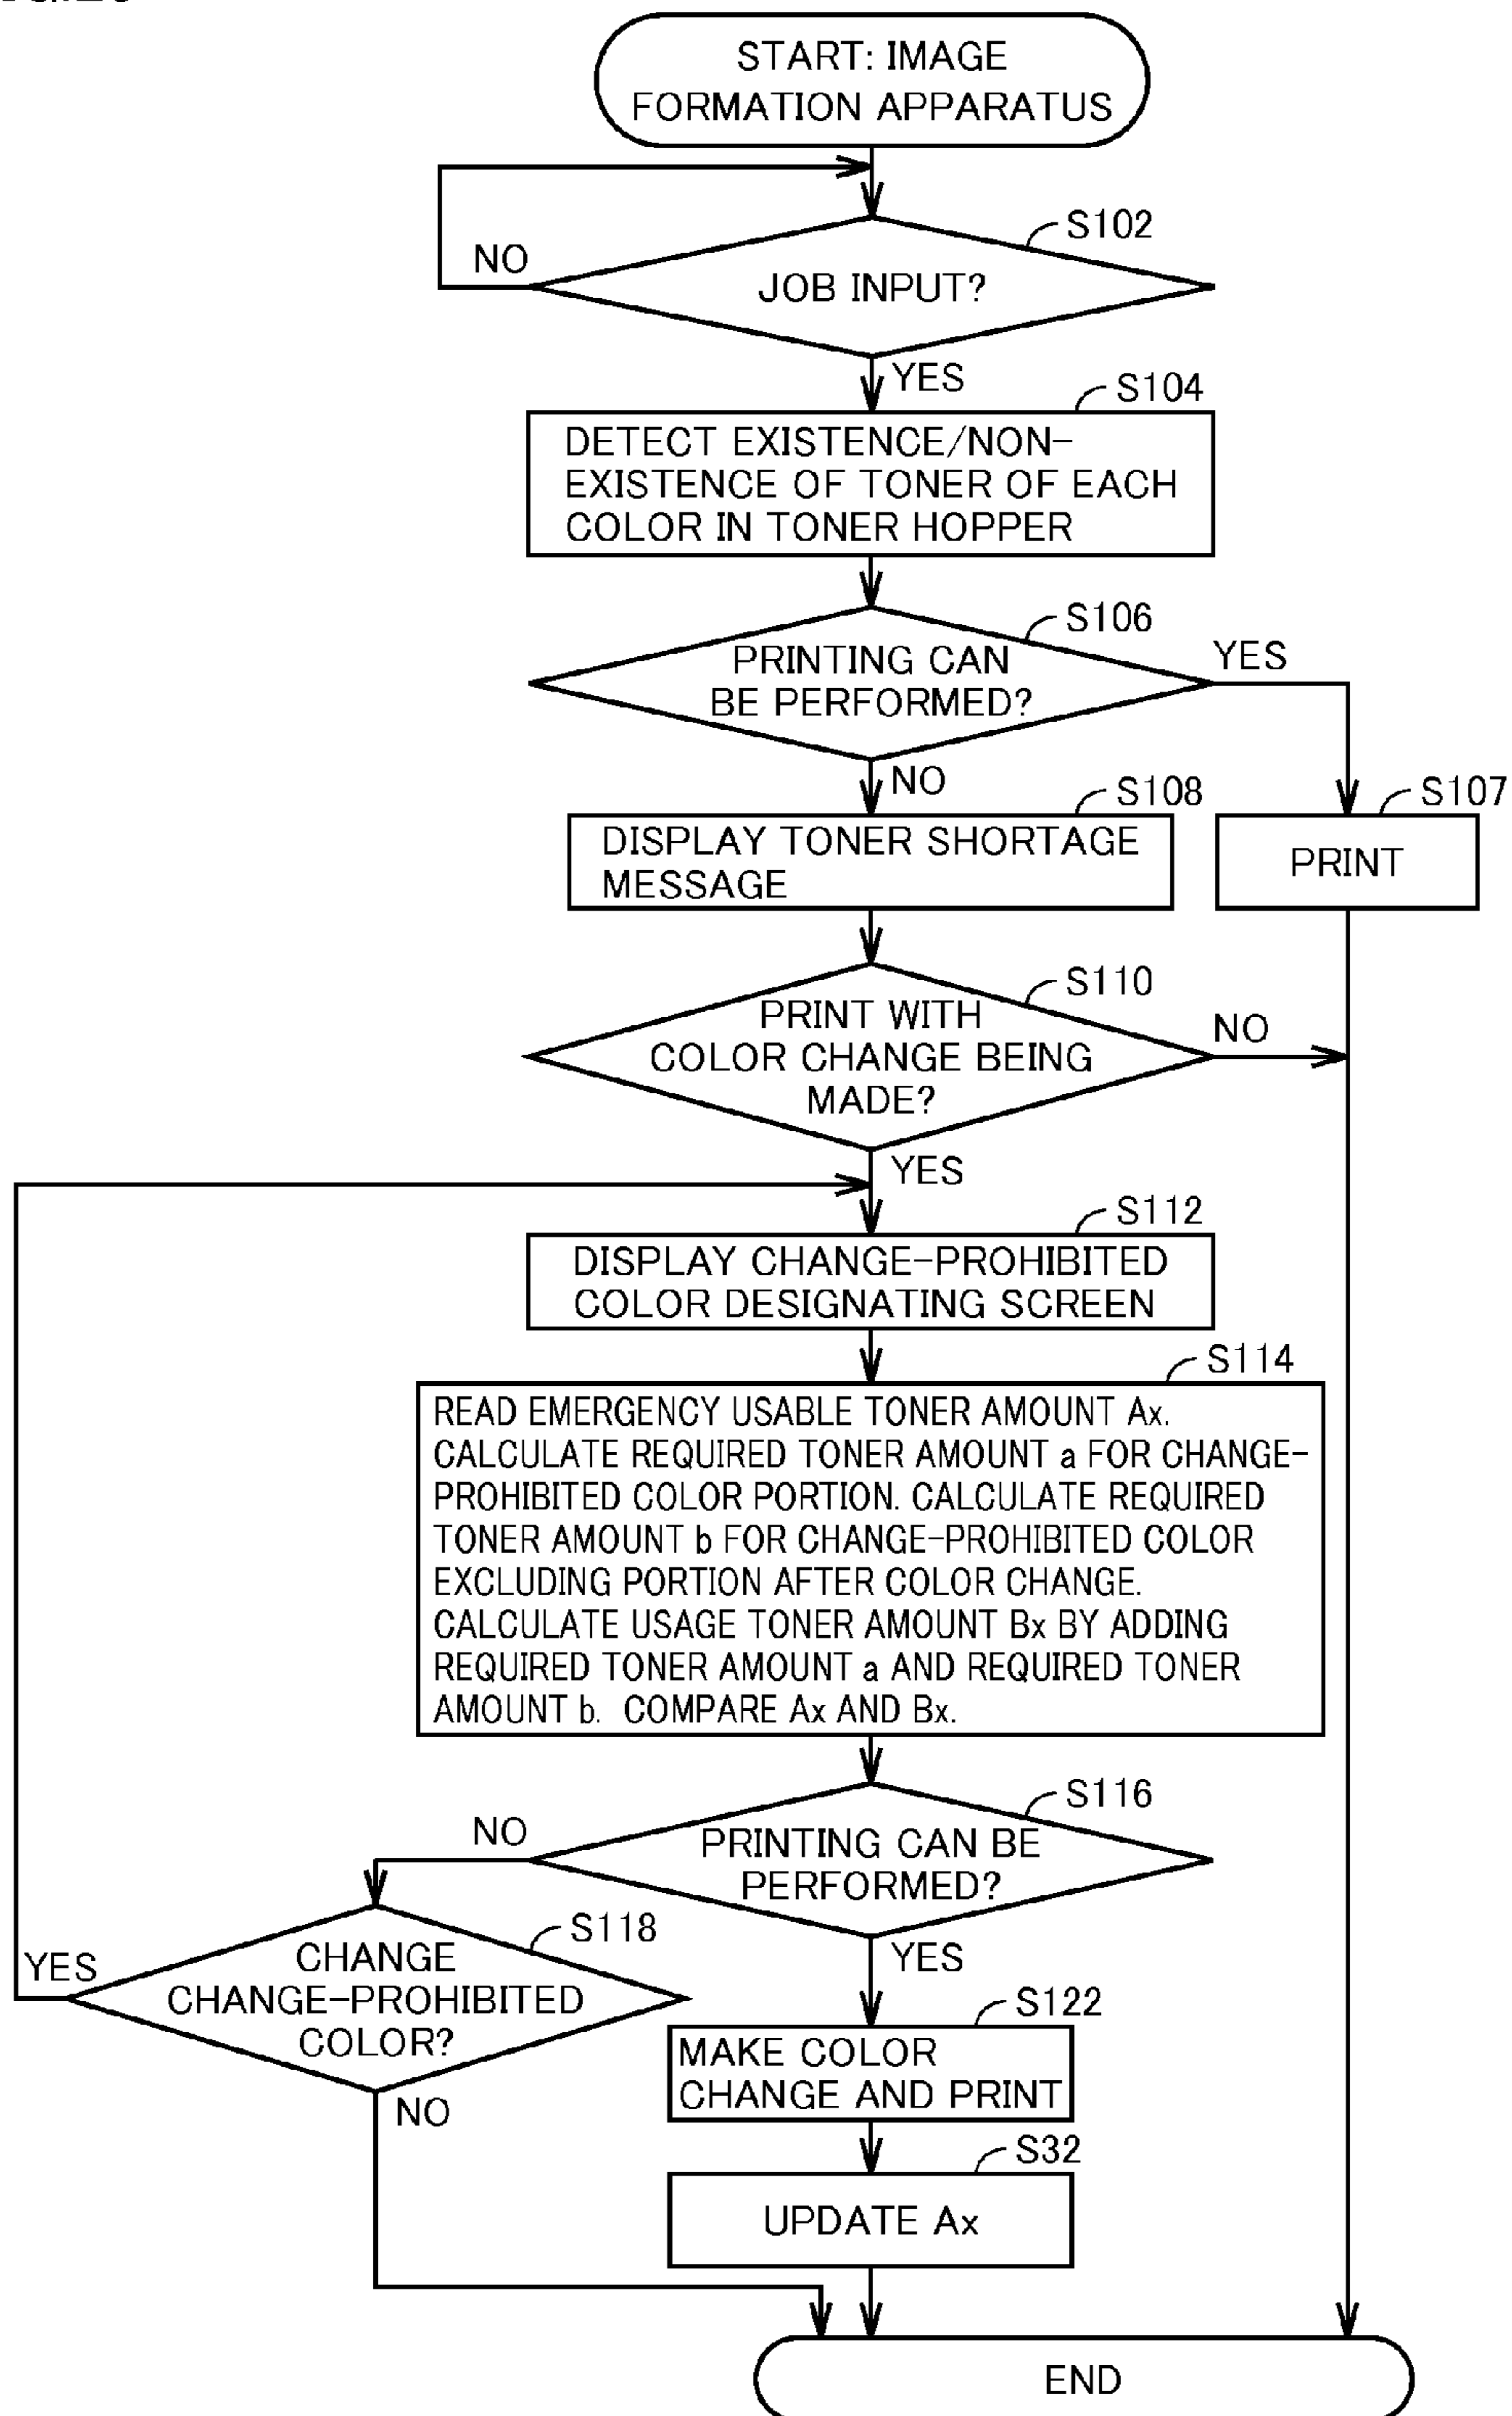 START: IMAGE
FORMATION APPARATUS
S102
NO
JOB INPUT?
YES
S104
DETECT EXISTENCE/NON-
EXISTENCE OF TONER OF EACH
COLOR IN TONER HOPPER
S106
PRINTING CAN
BE PERFORMED?
YES
NO
S108
DISPLAY TONER SHORTAGE
MESSAGE
S107
PRINT
S110
PRINT WITH
COLOR CHANGE BEING
MADE?
NO
YES
S112
DISPLAY CHANGE-PROHIBITED
COLOR DESIGNATING SCREEN
S114
READ EMERGENCY USABLE TONER AMOUNT Ax.
CALCULATE REQUIRED TONER AMOUNT a FOR CHANGE-
PROHIBITED COLOR PORTION. CALCULATE REQUIRED
TONER AMOUNT b FOR CHANGE-PROHIBITED COLOR
EXCLUDING PORTION AFTER COLOR CHANGE.
CALCULATE USAGE TONER AMOUNT Bx BY ADDING
REQUIRED TONER AMOUNT a AND REQUIRED TONER
AMOUNT b. COMPARE Ax AND Bx.
S116
NO
PRINTING CAN BE
PERFORMED?
YES
S118
YES
CHANGE
CHANGE-PROHIBITED
COLOR?
NO
S122
MAKE COLOR
CHANGE AND PRINT
S32
UPDATE Ax
END